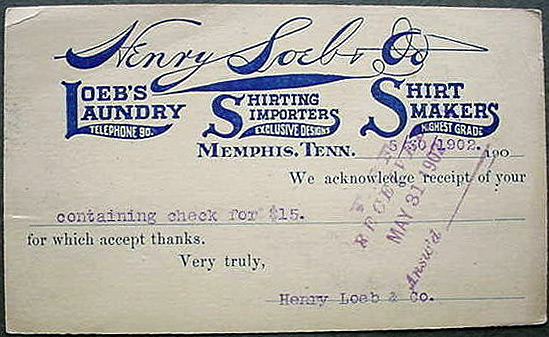 Henry Loeb & Co
LOEB'S LAUNDRY
TELEPHONE 90.
SHIRTING IMPORTERS
EXCLUSIVE DESIGNS
SHIRT MAKERS
HIGHEST GRADE
MEMPHIS, TENN.
5/30/1902.
190
We acknowledge receipt of your
containing check for $15.
for which accept thanks.
Very truly,
Henry Loeb & Co.
RECEIVED
MAY 31 1902
Answ'd